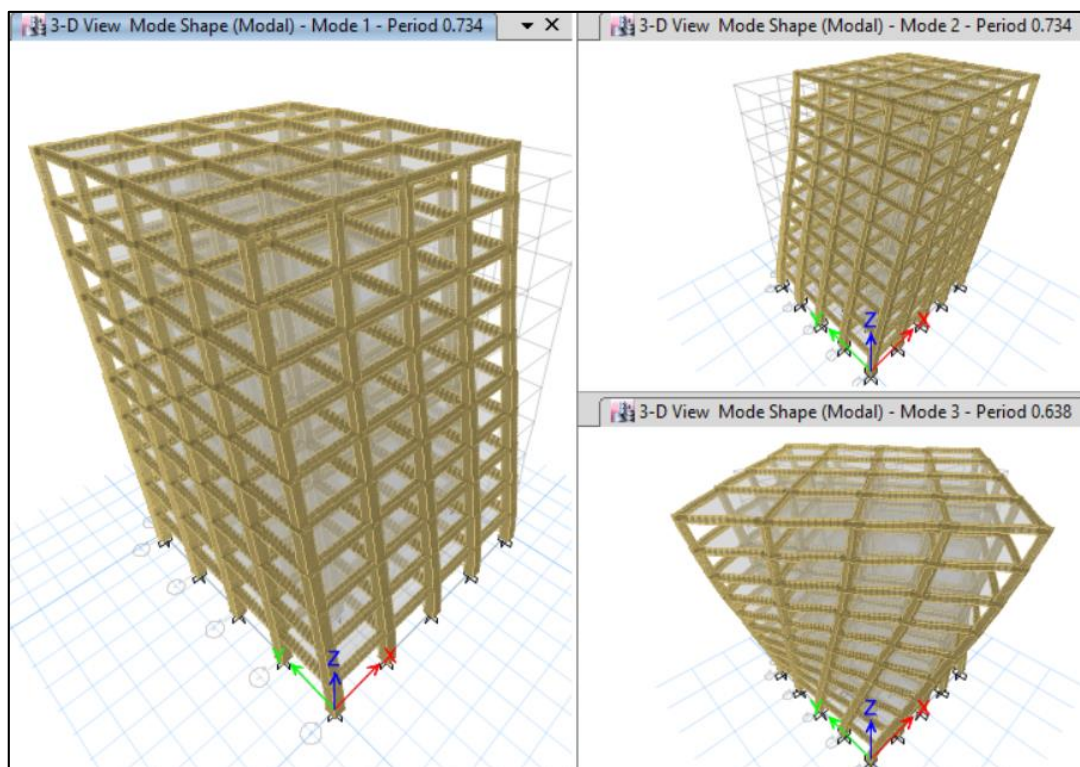 3-D View Mode Shape (Modal) - Mode 1 - Period 0.734
3-D View Mode Shape (Modal) - Mode 2 - Period 0.734
Z
Y
X
3-D View Mode Shape (Modal) - Mode 3 - Period 0.638
Z
Y
X
Z
Y
X